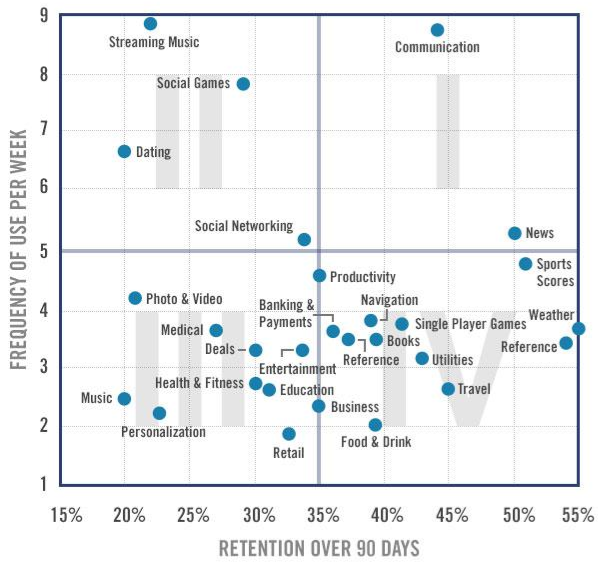 9
Streaming Music
Communication
8
Social Games
II
I
7
Dating
6
Social Networking
News
5
Sports
Scores
Productivity
Photo & Video
Navigation
Banking &
Payments
4
III
IV
Weather
Single Player Games
Medical
Books
Reference
Deals
Reference
Entertainment
Utilities
3
Health & Fitness
Education
Travel
Music
Business
Personalization
2
Food & Drink
Retail
1
15%
20%
25%
30%
35%
40%
45%
50%
55%
RETENTION OVER 90 DAYS
FREQUENCY OF USE PER WEEK